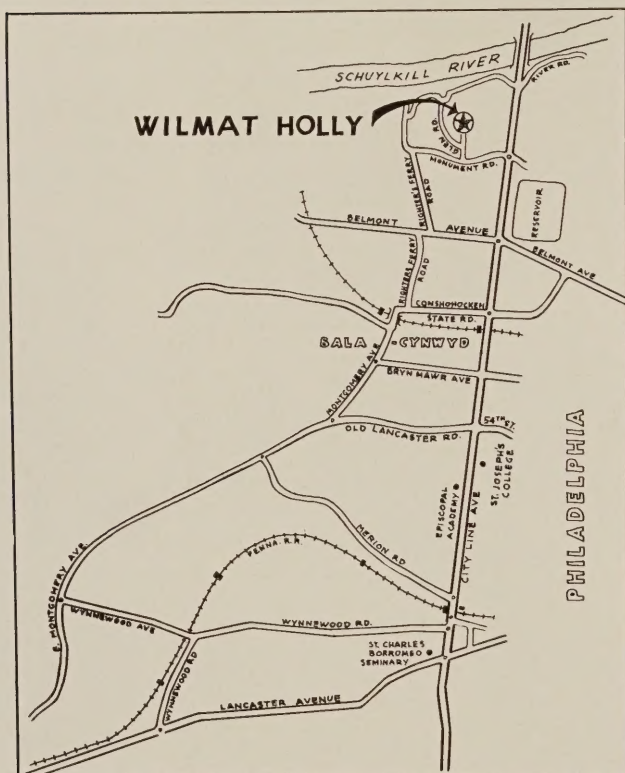 SCHUYLKILL RIVER
RIVER RD.
WILMAT HOLLY
GLEN RD.
MONUMENT RD.
RIGHTER'S FERRY
ROAD
RESERVOIR
BELMONT AVENUE
BELMONT AVE
RIGHTERS FERRY
ROAD
CONSHOHOCKEN
STATE RD.
BALA CYNWYD
MONTGOMERY AVE
BRYN MAWR AVE
54TH ST.
OLD LANCASTER RD.
ST. JOSEPH'S
COLLEGE
EPISCOPAL
ACADEMY
CITY LINE AVE
PHILADELPHIA
MERION RD
PENNA. R.R.
E. MONTGOMERY AVE.
WYNNEWOOD AVE
WYNNEWOOD RD.
WYNNEWOOD RD
ST. CHARLES
BORROMEO
SEMINARY
LANCASTER AVENUE